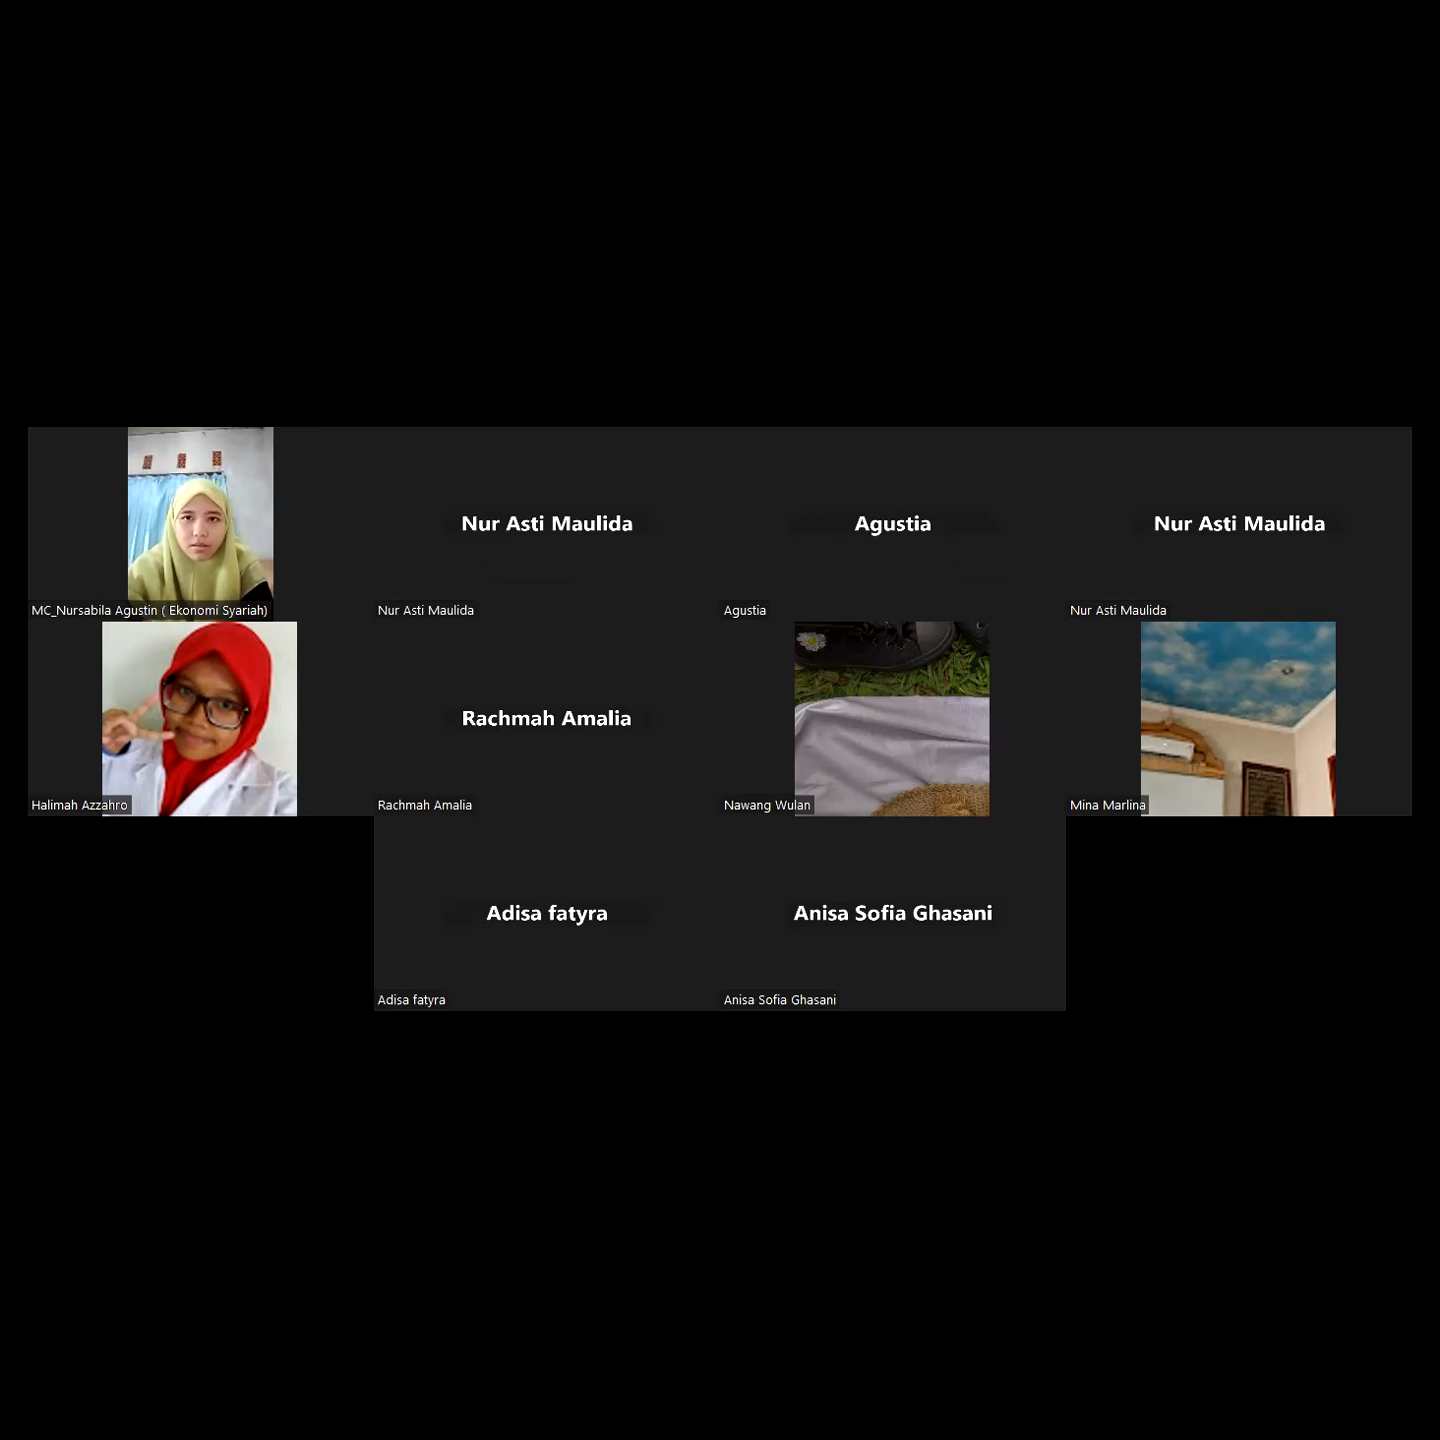 MC_Nursabila Agustin ( Ekonomi Syariah)
Nur Asti Maulida
Nur Asti Maulida
Agustia
Agustia
Nur Asti Maulida
Nur Asti Maulida
Halimah Azzahro
Rachmah Amalia
Rachmah Amalia
Nawang Wulan
Mina Marlina
Adisa fatyra
Adisa fatyra
Anisa Sofia Ghasani
Anisa Sofia Ghasani